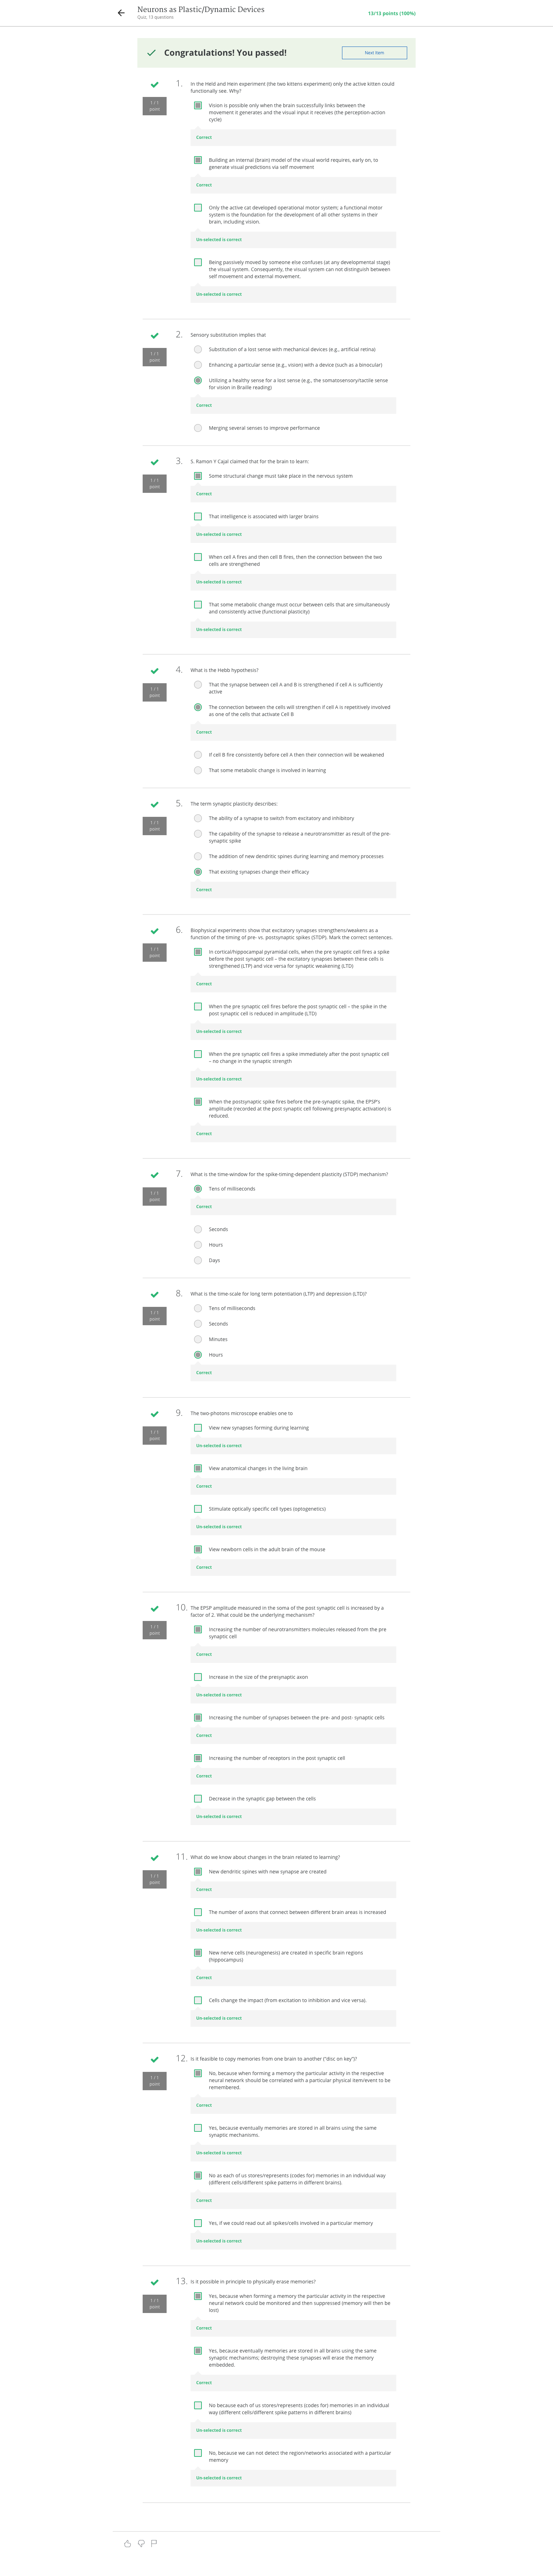 Neurons as Plastic/Dynamic Devices
Quiz, 13 questions
13/13 points (100%)
Congratulations! You passed!
Next Item
1 / 1
point
1.
In the Held and Hein experiment (the two kittens experiment) only the active kitten could
functionally see. Why?
Vision is possible only when the brain successfully links between the
movement it generates and the visual input it receives (the perception-action
cycle)
Correct
Building an internal (brain) model of the visual world requires, early on, to
generate visual predictions via self movement
Correct
Only the active cat developed operational motor system; a functional motor
system is the foundation for the development of all other systems in their
brain, including vision.
Un-selected is correct
Being passively moved by someone else confuses (at any developmental stage)
the visual system. Consequently, the visual system can not distinguish between
self movement and external movement.
Un-selected is correct
1 / 1
point
2.
Sensory substitution implies that
Substitution of a lost sense with mechanical devices (e.g., artificial retina)
Enhancing a particular sense (e.g., vision) with a device (such as a binocular)
Utilizing a healthy sense for a lost sense (e.g., the somatosensory/tactile sense
for vision in Braille reading)
Correct
Merging several senses to improve performance
1 / 1
point
3.
S. Ramon Y Cajal claimed that for the brain to learn:
Some structural change must take place in the nervous system
Correct
That intelligence is associated with larger brains
Un-selected is correct
When cell A fires and then cell B fires, then the connection between the two
cells are strengthened
Un-selected is correct
That some metabolic change must occur between cells that are simultaneously
and consistently active (functional plasticity)
Un-selected is correct
1 / 1
point
4.
What is the Hebb hypothesis?
That the synapse between cell A and B is strengthened if cell A is sufficiently
active
The connection between the cells will strengthen if cell A is repetitively involved
as one of the cells that activate Cell B
Correct
If cell B fire consistently before cell A then their connection will be weakened
That some metabolic change is involved in learning
1 / 1
point
5.
The term synaptic plasticity describes:
The ability of a synapse to switch from excitatory and inhibitory
The capability of the synapse to release a neurotransmitter as result of the pre-
synaptic spike
The addition of new dendritic spines during learning and memory processes
That existing synapses change their efficacy
Correct
1 / 1
point
6.
Biophysical experiments show that excitatory synapses strengthens/weakens as a
function of the timing of pre- vs. postsynaptic spikes (STDP). Mark the correct sentences.
In cortical/hippocampal pyramidal cells, when the pre synaptic cell fires a spike
before the post synaptic cell – the excitatory synapses between these cells is
strengthened (LTP) and vice versa for synaptic weakening (LTD)
Correct
When the pre synaptic cell fires before the post synaptic cell – the spike in the
post synaptic cell is reduced in amplitude (LTD)
Un-selected is correct
When the pre synaptic cell fires a spike immediately after the post synaptic cell
– no change in the synaptic strength
Un-selected is correct
When the postsynaptic spike fires before the pre-synaptic spike, the EPSP's
amplitude (recorded at the post synaptic cell following presynaptic activation) is
reduced.
Correct
1 / 1
point
7.
What is the time-window for the spike-timing-dependent plasticity (STDP) mechanism?
Tens of milliseconds
Correct
Seconds
Hours
Days
1 / 1
point
8.
What is the time-scale for long term potentiation (LTP) and depression (LTD)?
Tens of milliseconds
Seconds
Minutes
Hours
Correct
1 / 1
point
9.
The two-photons microscope enables one to
View new synapses forming during learning
Un-selected is correct
View anatomical changes in the living brain
Correct
Stimulate optically specific cell types (optogenetics)
Un-selected is correct
View newborn cells in the adult brain of the mouse
Correct
1 / 1
point
10.
The EPSP amplitude measured in the soma of the post synaptic cell is increased by a
factor of 2. What could be the underlying mechanism?
Increasing the number of neurotransmitters molecules released from the pre
synaptic cell
Correct
Increase in the size of the presynaptic axon
Un-selected is correct
Increasing the number of synapses between the pre- and post- synaptic cells
Correct
Increasing the number of receptors in the post synaptic cell
Correct
Decrease in the synaptic gap between the cells
Un-selected is correct
1 / 1
point
11.
What do we know about changes in the brain related to learning?
New dendritic spines with new synapse are created
Correct
The number of axons that connect between different brain areas is increased
Un-selected is correct
New nerve cells (neurogenesis) are created in specific brain regions
(hippocampus)
Correct
Cells change the impact (from excitation to inhibition and vice versa).
Un-selected is correct
1 / 1
point
12.
Is it feasible to copy memories from one brain to another ("disc on key")?
No, because when forming a memory the particular activity in the respective
neural network should be correlated with a particular physical item/event to be
remembered.
Correct
Yes, because eventually memories are stored in all brains using the same
synaptic mechanisms.
Un-selected is correct
No as each of us stores/represents (codes for) memories in an individual way
(different cells/different spike patterns in different brains).
Correct
Yes, if we could read out all spikes/cells involved in a particular memory
Un-selected is correct
1 / 1
point
13.
Is it possible in principle to physically erase memories?
Yes, because when forming a memory the particular activity in the respective
neural network could be monitored and then suppressed (memory will then be
lost)
Correct
Yes, because eventually memories are stored in all brains using the same
synaptic mechanisms; destroying these synapses will erase the memory
embedded.
Correct
No because each of us stores/represents (codes for) memories in an individual
way (different cells/different spike patterns in different brains)
Un-selected is correct
No, because we can not detect the region/networks associated with a particular
memory
Un-selected is correct